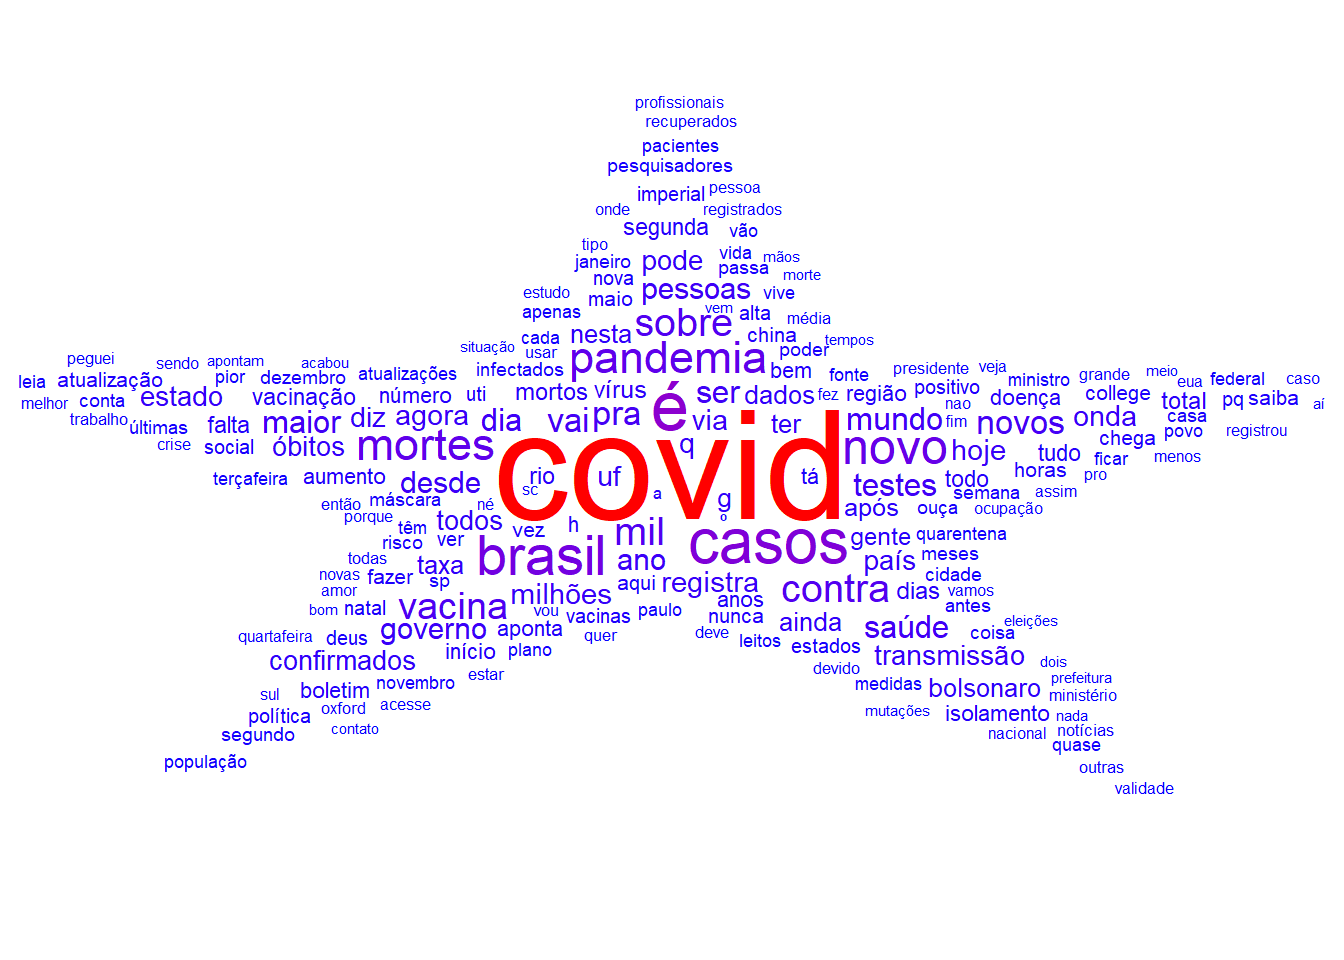 profissionais
recuperados
pacientes
pesquisadores
imperial pessoa
onde registrados
segunda vão
tipo
janeiro pode vida mãos
nova passa morte
estudo maio pessoas vive
apenas sobre vem alta média
cada nesta china tempos
situação usar pandemia poder
peguei sendo apontam acabou atualizações infectados bem fonte presidente veja meio
leia atualização pior dezembro ministro grande eua federal caso
melhor conta estado vacinação número uti mortos vírus é ser dados fez região positivo doença college total pq saiba aí
trabalho últimas falta maior diz agora dia vai pra via ter mundo nao fim novos onda casa povo registrou
crise social óbitos mortes covid q novo hoje tudo chega ficar menos
terçafeira aumento desde rio uf tá testes todo horas pro
então máscara né sc a g após ouça semana assim ocupação
porque têm todos vez h mil º casos gente quarentena
todas risco ver brasil ano país meses
novas fazer taxa sp aqui registra contra dias cidade
amor milhões anos vamos
bom natal vacina vou vacinas paulo nunca ainda antes eleições
quartafeira deus governo aponta quer deve leitos estados saúde coisa
confirmados início plano transmissão dois
sul boletim novembro estar devido medidas bolsonaro prefeitura ministério
política oxford acesse mutações isolamento nada
segundo contato nacional notícias quase
população outras
validade